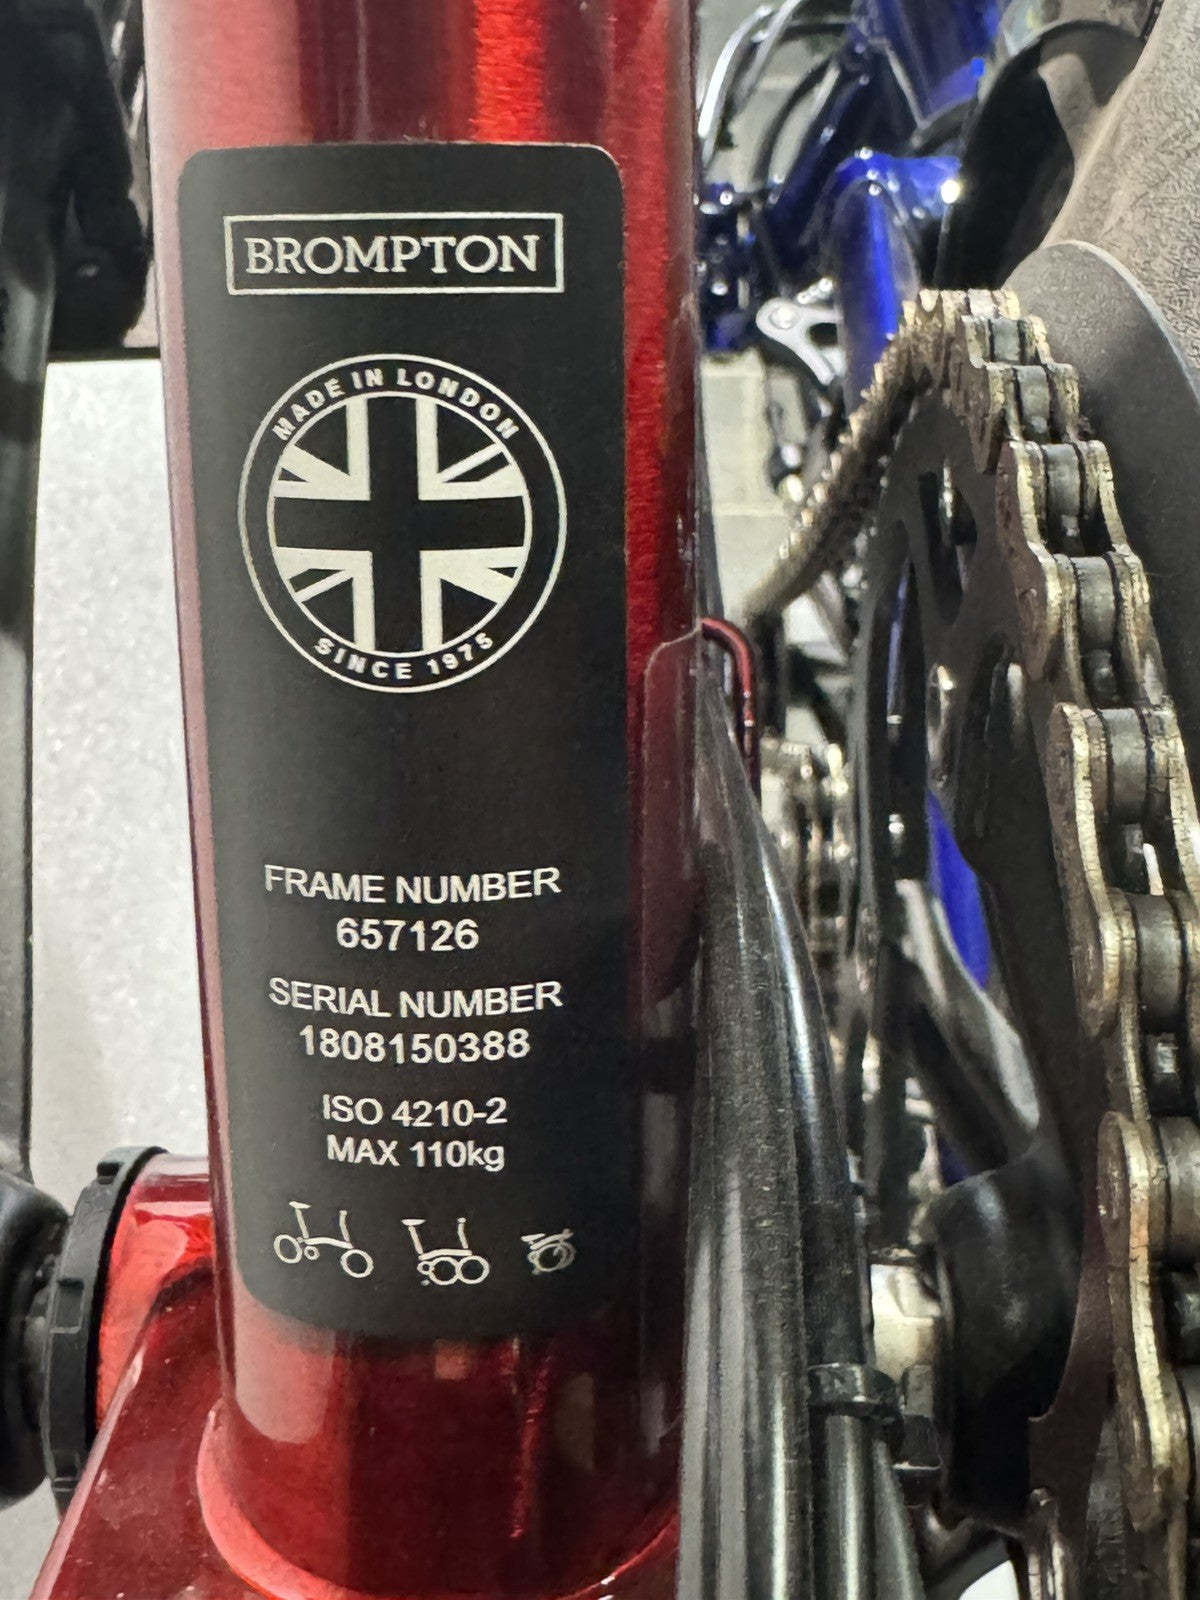 BROMPTON
MADE IN LONDON
SINCE 1975
FRAME NUMBER
657126
SERIAL NUMBER
1808150388
ISO 4210-2
MAX 110kg